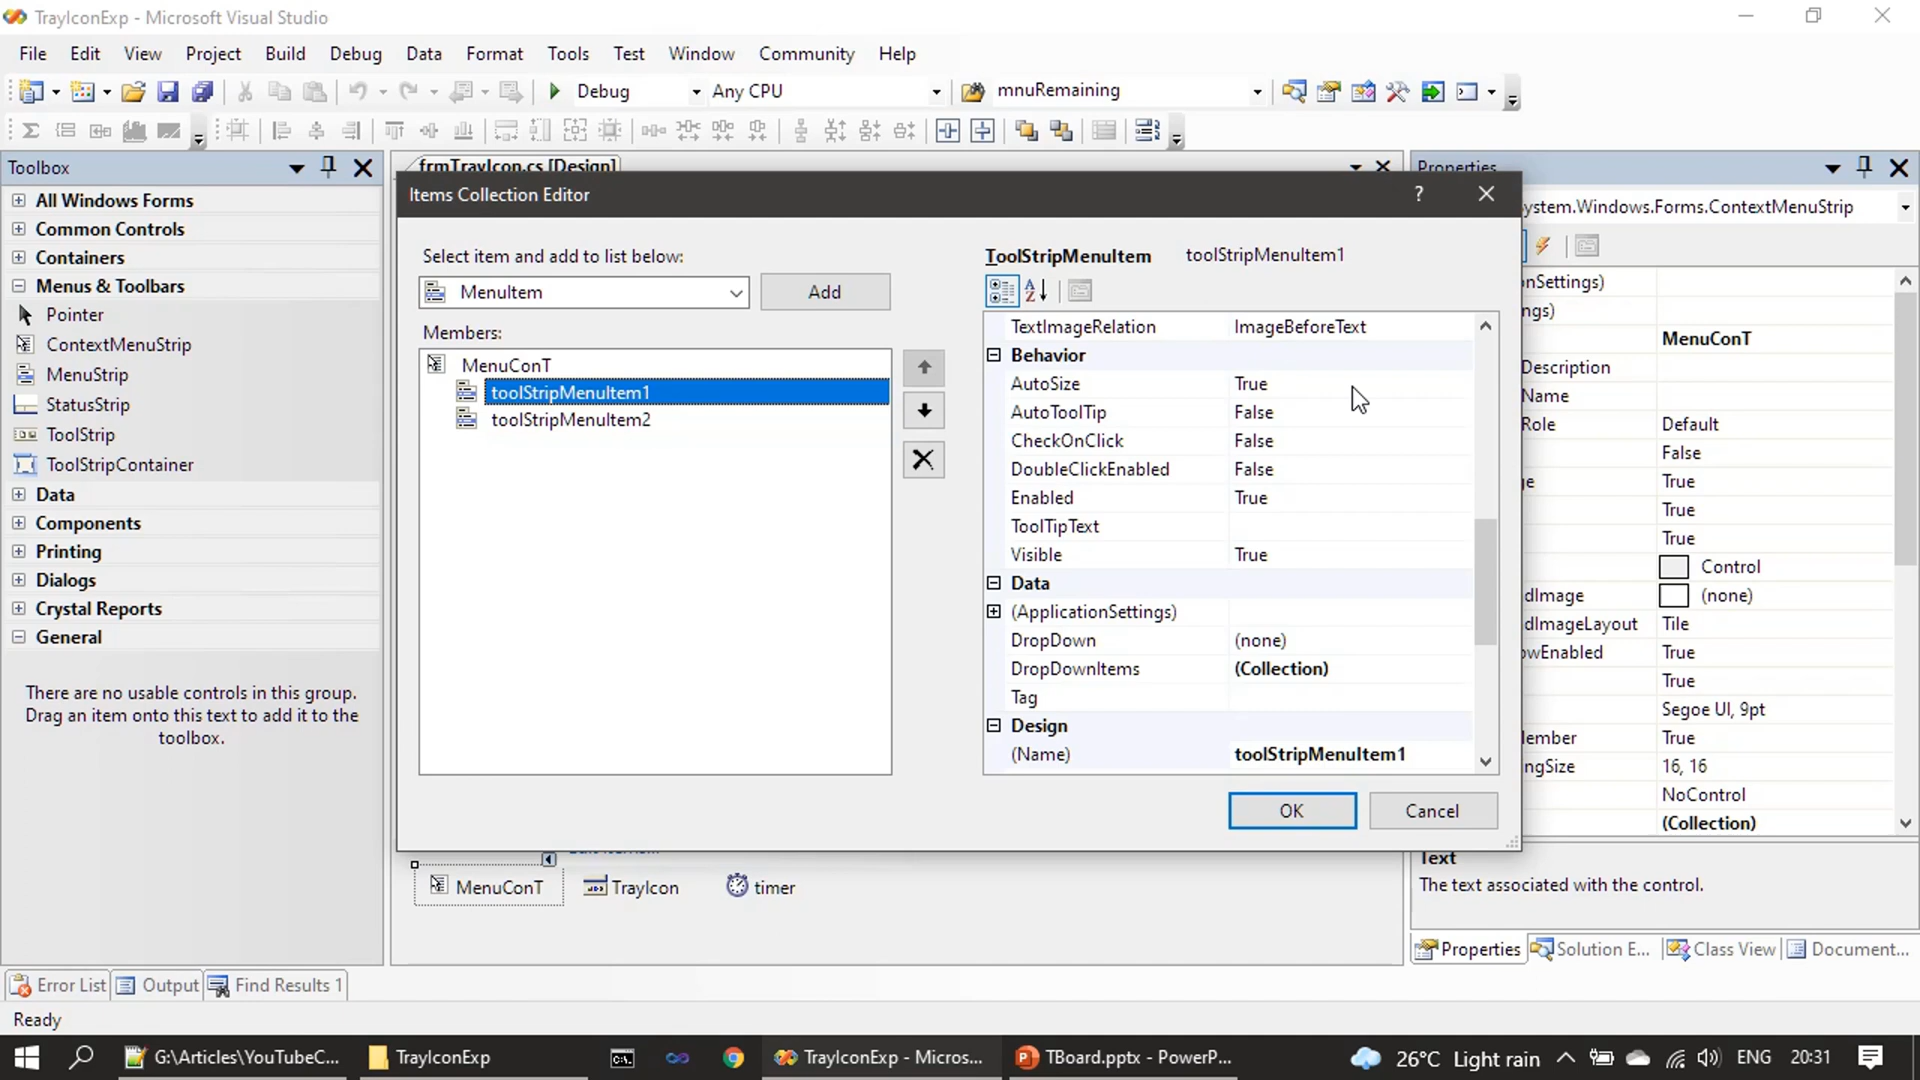 TrayIconExp - Microsoft Visual Studio
File Edit View Project Build Debug Data Format Tools Test Window Community Help
Debug Any CPU mnuRemaining
Toolbox
All Windows Forms
Common Controls
Containers
Menus & Toolbars
Pointer
ContextMenuStrip
MenuStrip
StatusStrip
ToolStrip
ToolStripContainer
Data
Components
Printing
Dialogs
Crystal Reports
General
There are no usable controls in this group.
Drag an item onto this text to add it to the
toolbox.
frmTrayIcon.cs [Design]
Items Collection Editor ?
Select item and add to list below:
MenuItem Add
Members:
MenuConT
toolStripMenuItem1
toolStripMenuItem2
ToolStripMenuItem toolStripMenuItem1
TextImageRelation ImageBeforeText
Behavior
AutoSize True
AutoToolTip False
CheckOnClick False
DoubleClickEnabled False
Enabled True
ToolTipText
Visible True
Data
(ApplicationSettings)
DropDown (none)
DropDownItems (Collection)
Tag
Design
(Name) toolStripMenuItem1
OK Cancel
MenuConT TrayIcon timer
Properties
ystem.Windows.Forms.ContextMenuStrip
nSettings)
ngs)
MenuConT
Description
Name
Role Default
False
ge True
True
True
Control
dImage (none)
dImageLayout Tile
owEnabled True
True
Segoe UI, 9pt
ember True
ngSize 16, 16
NoControl
(Collection)
Text
The text associated with the control.
Properties Solution E... Class View Document...
Error List Output Find Results 1
Ready
G:\Articles\YouTubeC... TrayIconExp TrayIconExp - Micros... TBoard.pptx - PowerP... 26°C Light rain ENG 20:31